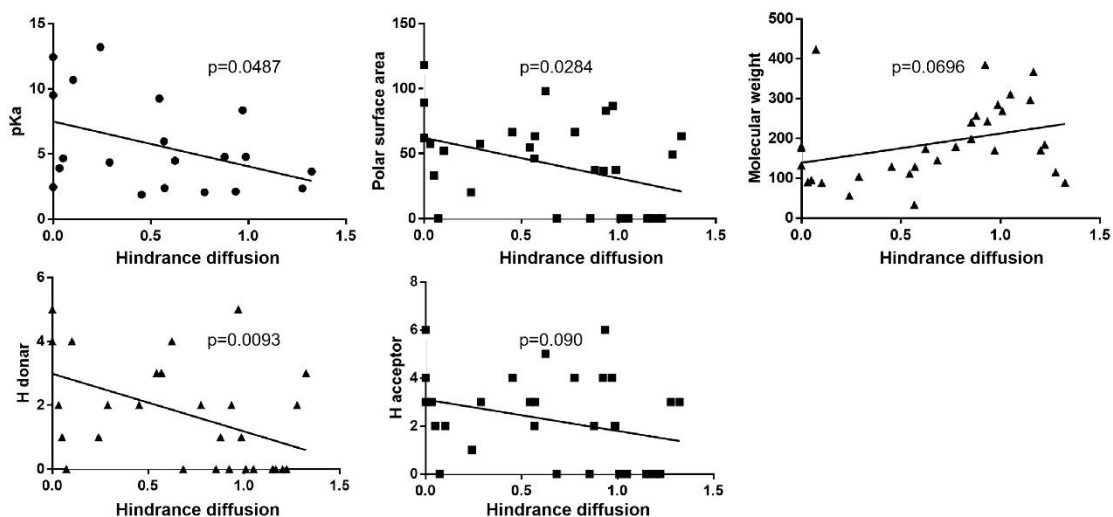 pKa
15
10
5
0
p=0.0487
0.0 0.5 1.0 1.5
Hindrance diffusion
Polar surface area
150
100
50
0
p=0.0284
0.0 0.5 1.0 1.5
Hindrance diffusion
Molecular weight
500
400
300
200
100
0
p=0.0696
0.0 0.5 1.0 1.5
Hindrance diffusion
H donar
6
4
2
0
p=0.0093
0.0 0.5 1.0 1.5
Hindrance diffusion
H acceptor
8
6
4
2
0
p=0.090
0.0 0.5 1.0 1.5
Hindrance diffusion